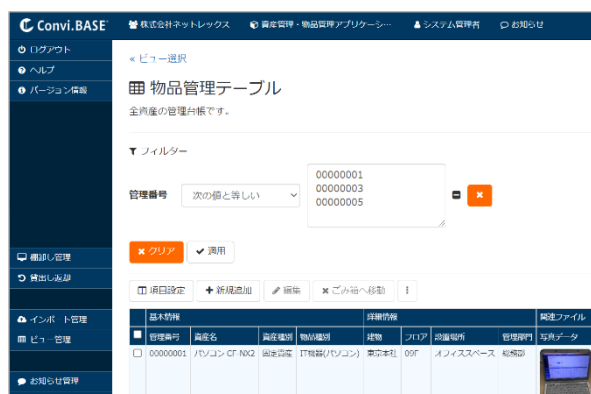 Convi.BASE
株式会社ネットレックス
資産管理・物品管理アプリケーシ…
システム管理者
お知らせ
ログアウト
ヘルプ
バージョン情報
棚卸し管理
貸出し返却
インポート管理
ビュー管理
お知らせ管理
« ビュー選択
物品管理テーブル
全資産の管理台帳です。
フィルター
管理番号
次の値と等しい
00000001
00000003
00000005
クリア
適用
項目設定
新規追加
編集
ごみ箱へ移動
基本情報 詳細情報 関連ファイル
管理番号 資産名 資産種別 物品種別 建物 フロア 設置場所 管理部門 写真データ
00000001 パソコン CF NX2 固定資産 IT機器(パソコン) 東京本社 09F オフィススペース 総務部